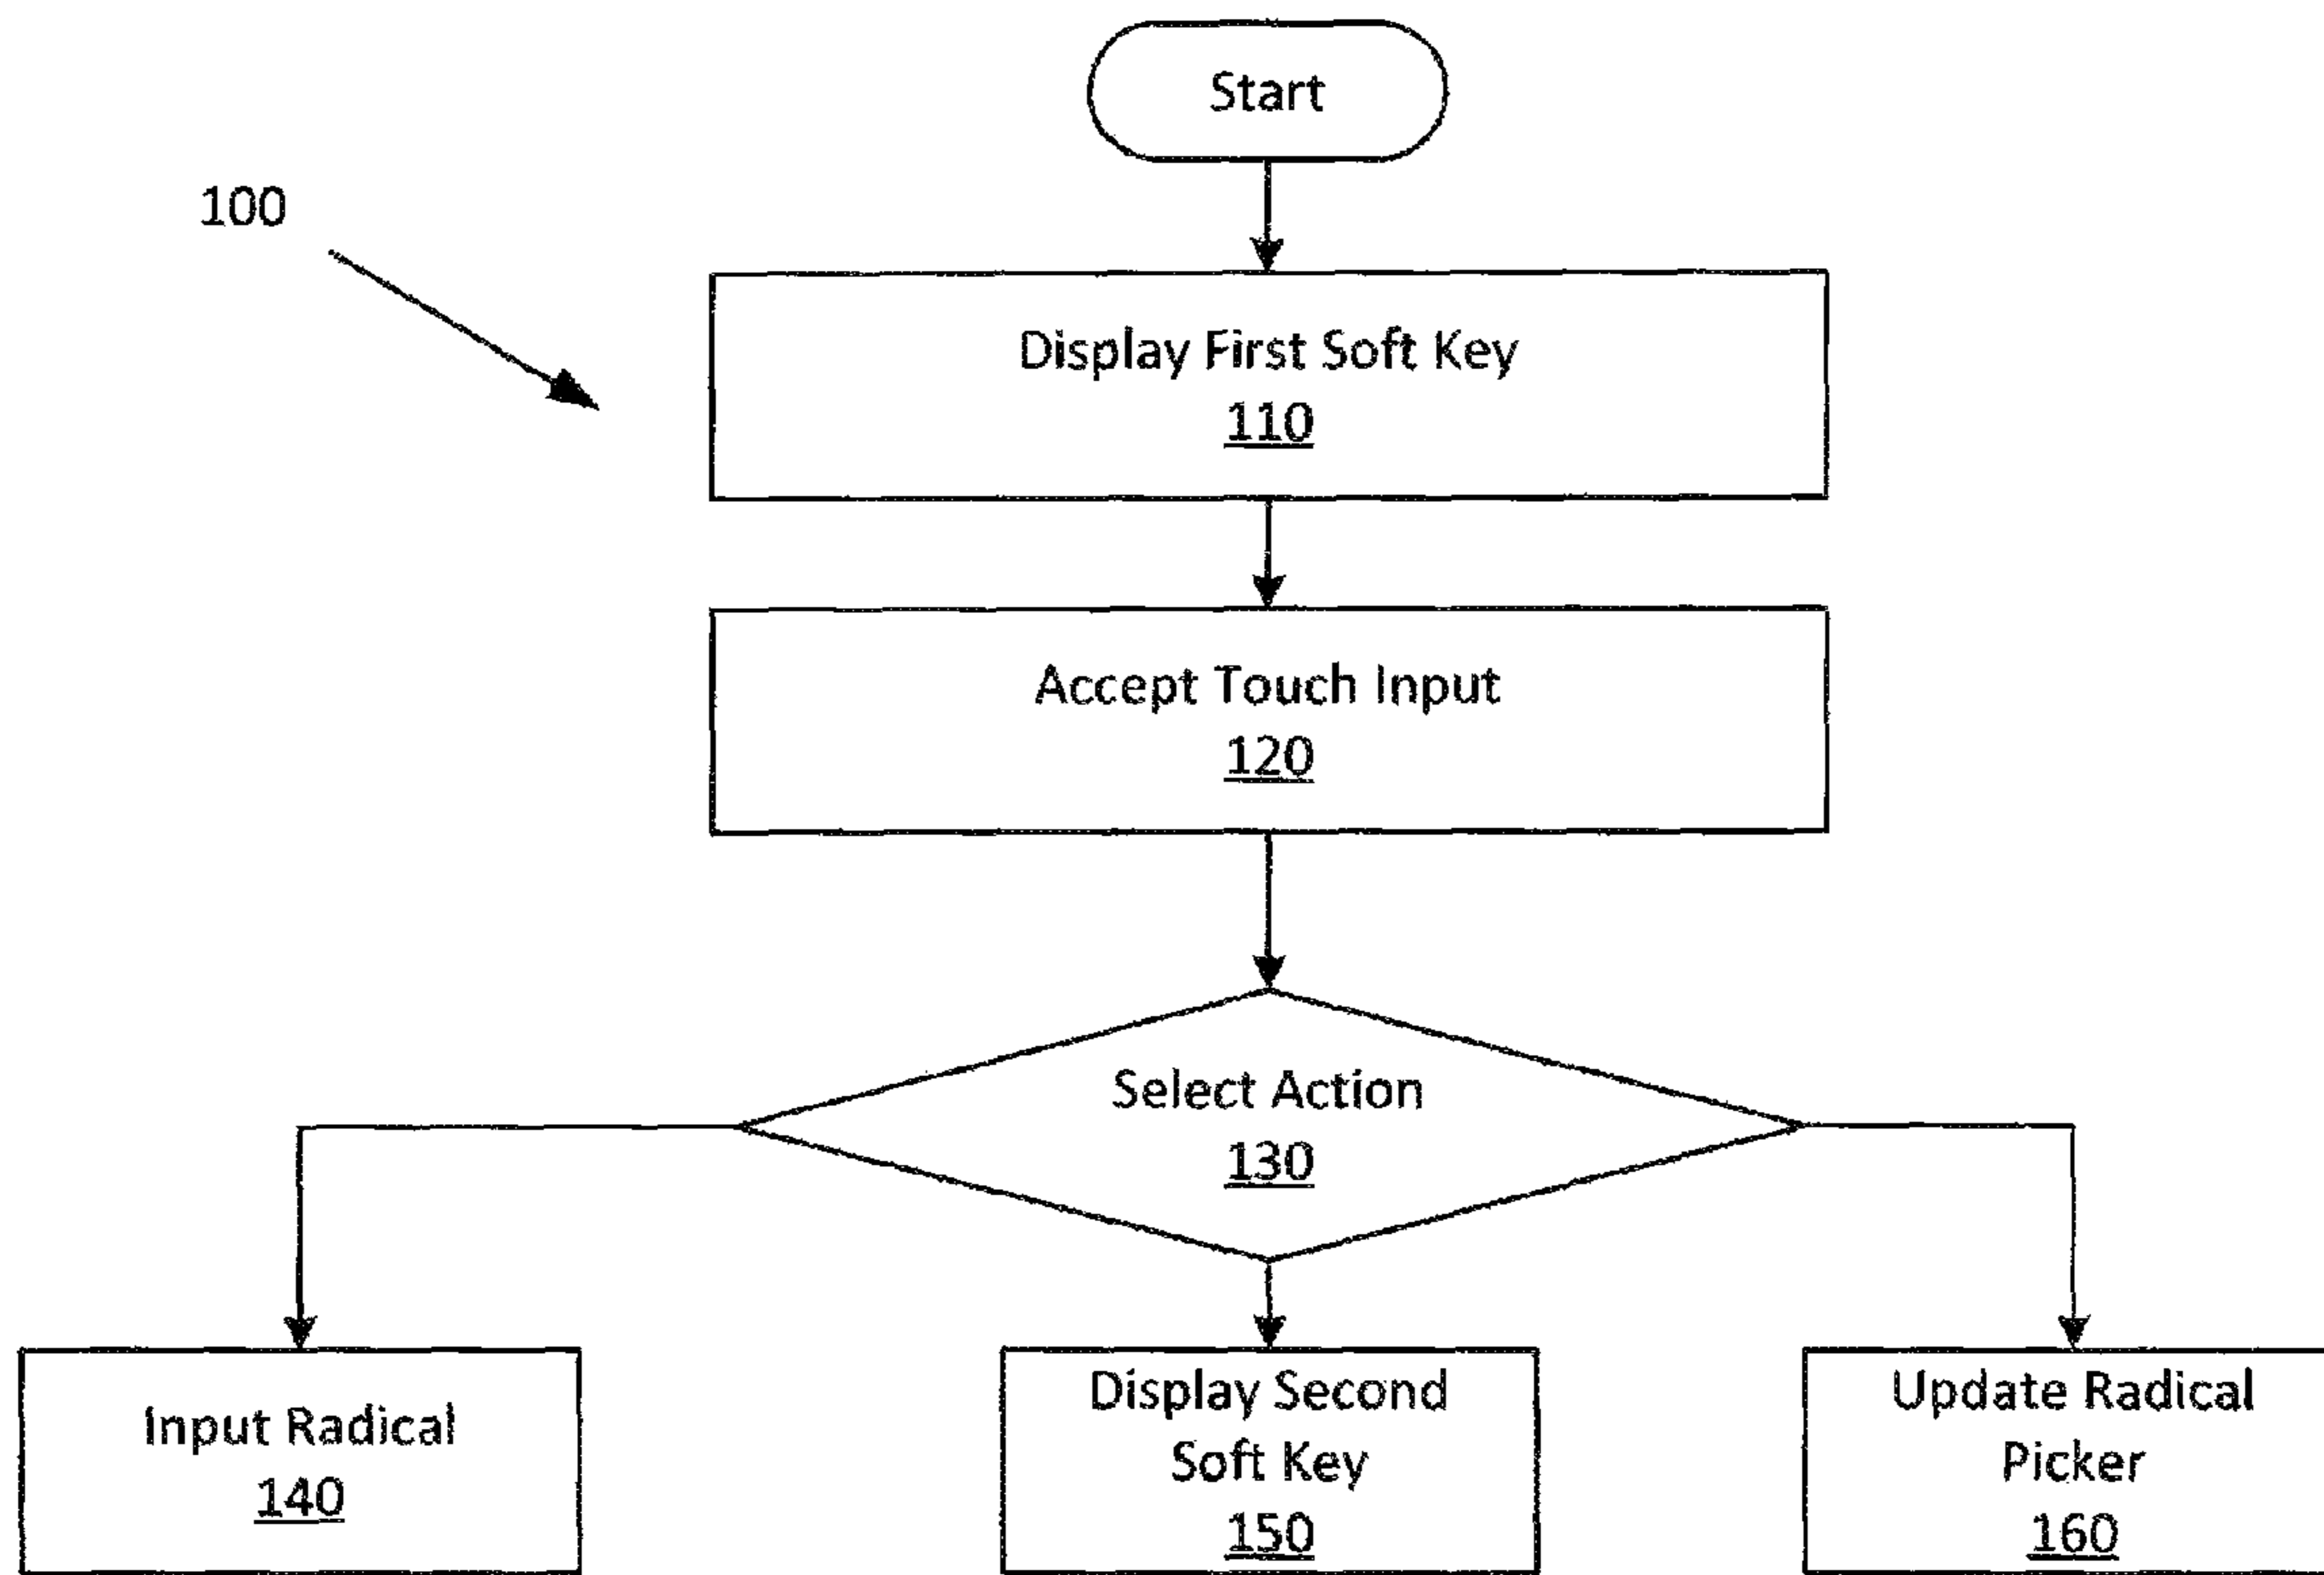 Start
100
Display First Soft Key
110
Accept Touch Input
120
Select Action
130
Input Radical
140
Display Second
Soft Key
150
Update Radical
Picker
160